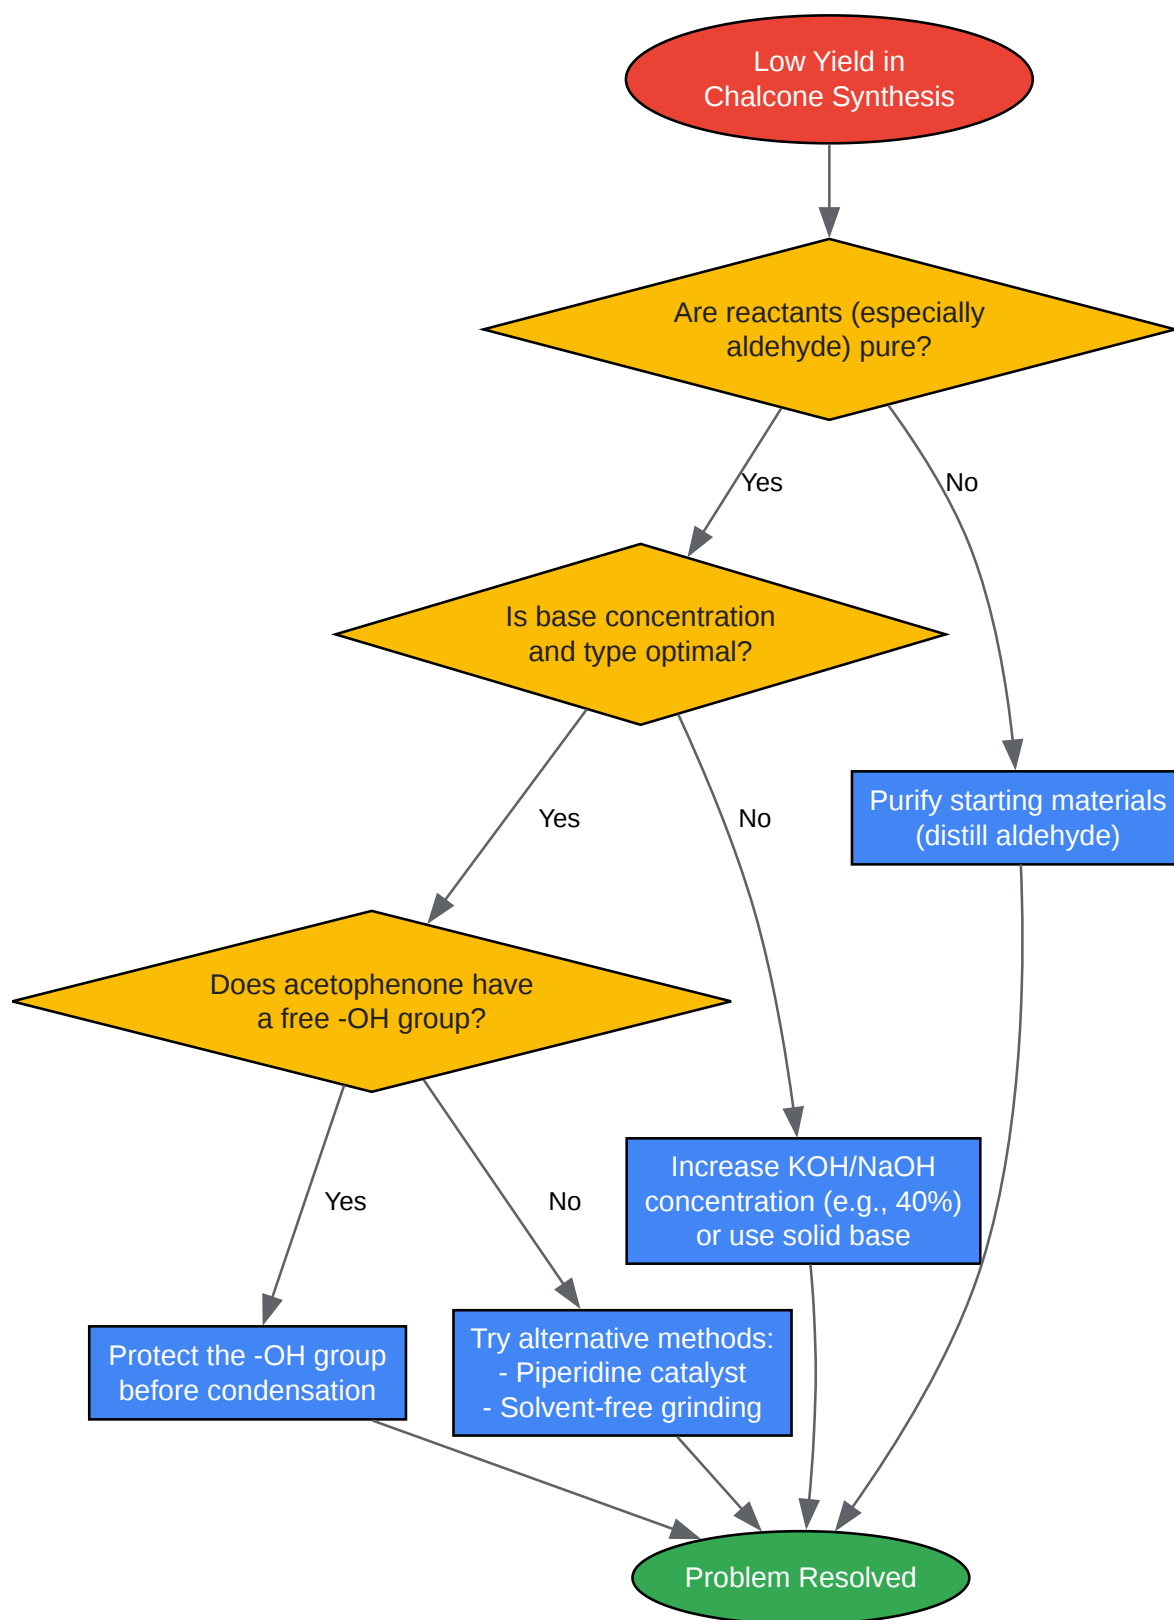 Low Yield in
Chalcone Synthesis
Are reactants (especially
aldehyde) pure?
Yes
No
Is base concentration
and type optimal?
Purify starting materials
(distill aldehyde)
Yes
No
Does acetophenone have
a free -OH group?
Increase KOH/NaOH
concentration (e.g., 40%)
or use solid base
Yes
No
Protect the -OH group
before condensation
Try alternative methods:
- Piperidine catalyst
- Solvent-free grinding
Problem Resolved